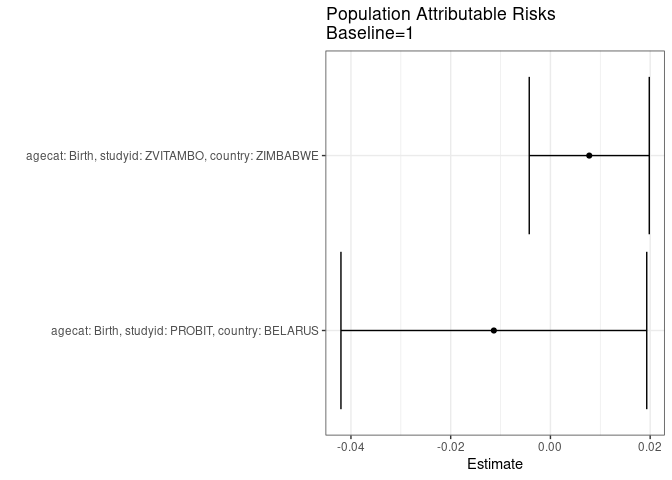 Population Attributable Risks
Baseline=1
agecat: Birth, studyid: ZVITAMBO, country: ZIMBABWE
agecat: Birth, studyid: PROBIT, country: BELARUS
-0.04 -0.02 0.00 0.02
Estimate